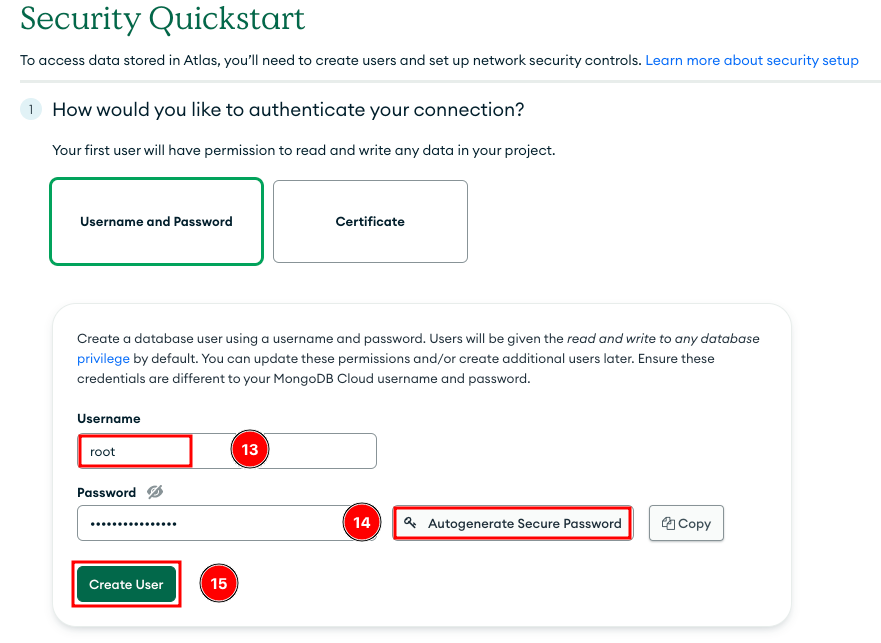 Security Quickstart
To access data stored in Atlas, you'll need to create users and set up network security controls. Learn more about security setup
1 How would you like to authenticate your connection?
Your first user will have permission to read and write any data in your project.
Username and Password Certificate
Create a database user using a username and password. Users will be given the read and write to any database
privilege by default. You can update these permissions and/or create additional users later. Ensure these
credentials are different to your MongoDB Cloud username and password.
Username
root 13
Password
•••••••••••••••• 14 Autogenerate Secure Password Copy
Create User 15